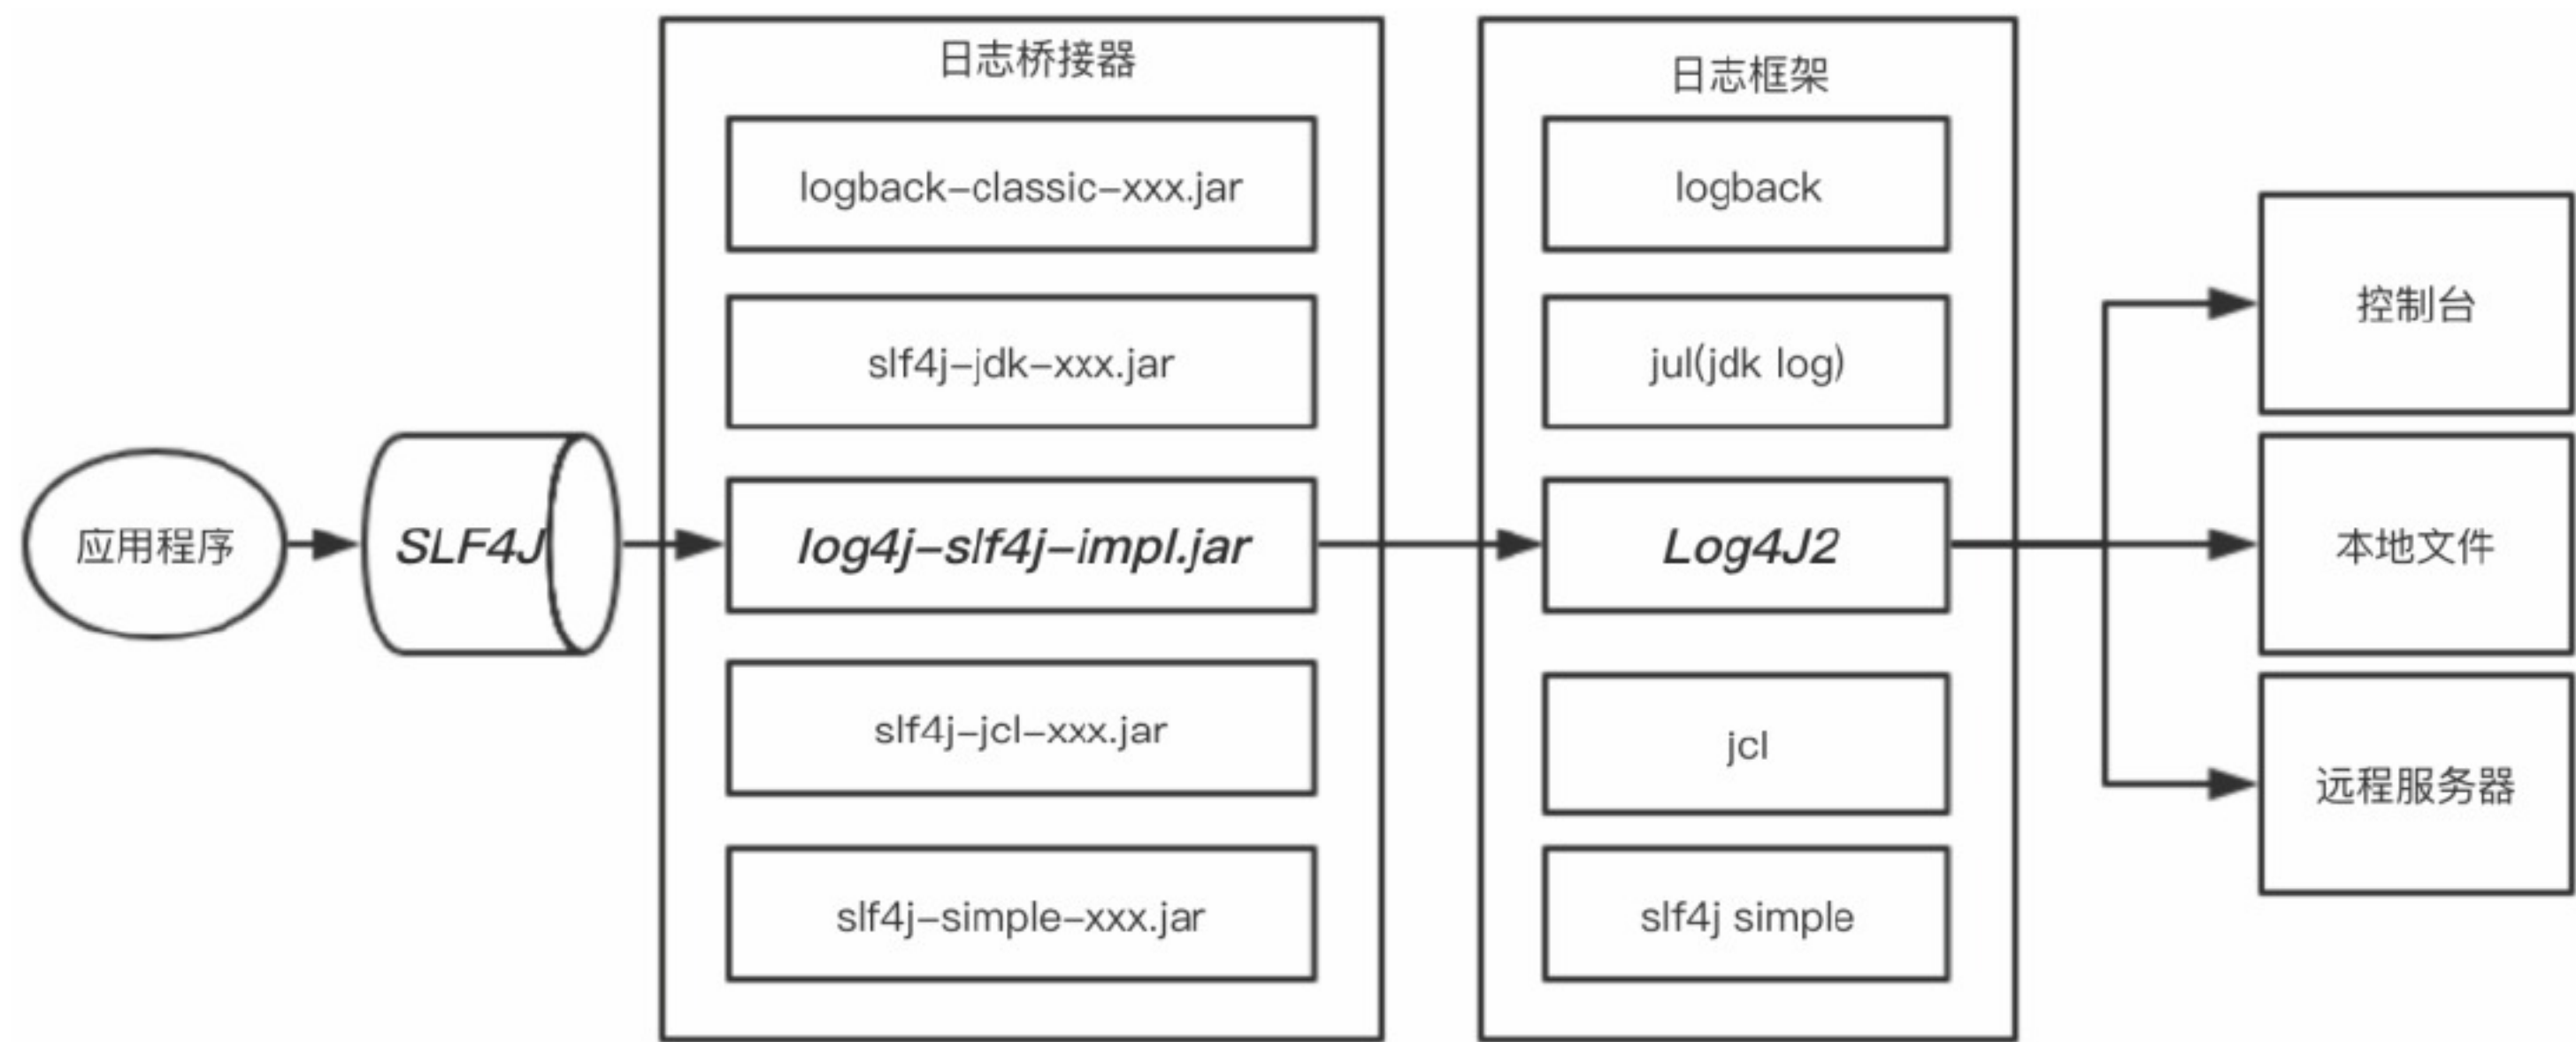 应用程序
SLF4J
日志桥接器
logback-classic-xxx.jar
slf4j-jdk-xxx.jar
log4j-slf4j-impl.jar
slf4j-jcl-xxx.jar
slf4j-simple-xxx.jar
日志框架
logback
jul(jdk log)
Log4J2
jcl
slf4j simple
控制台
本地文件
远程服务器